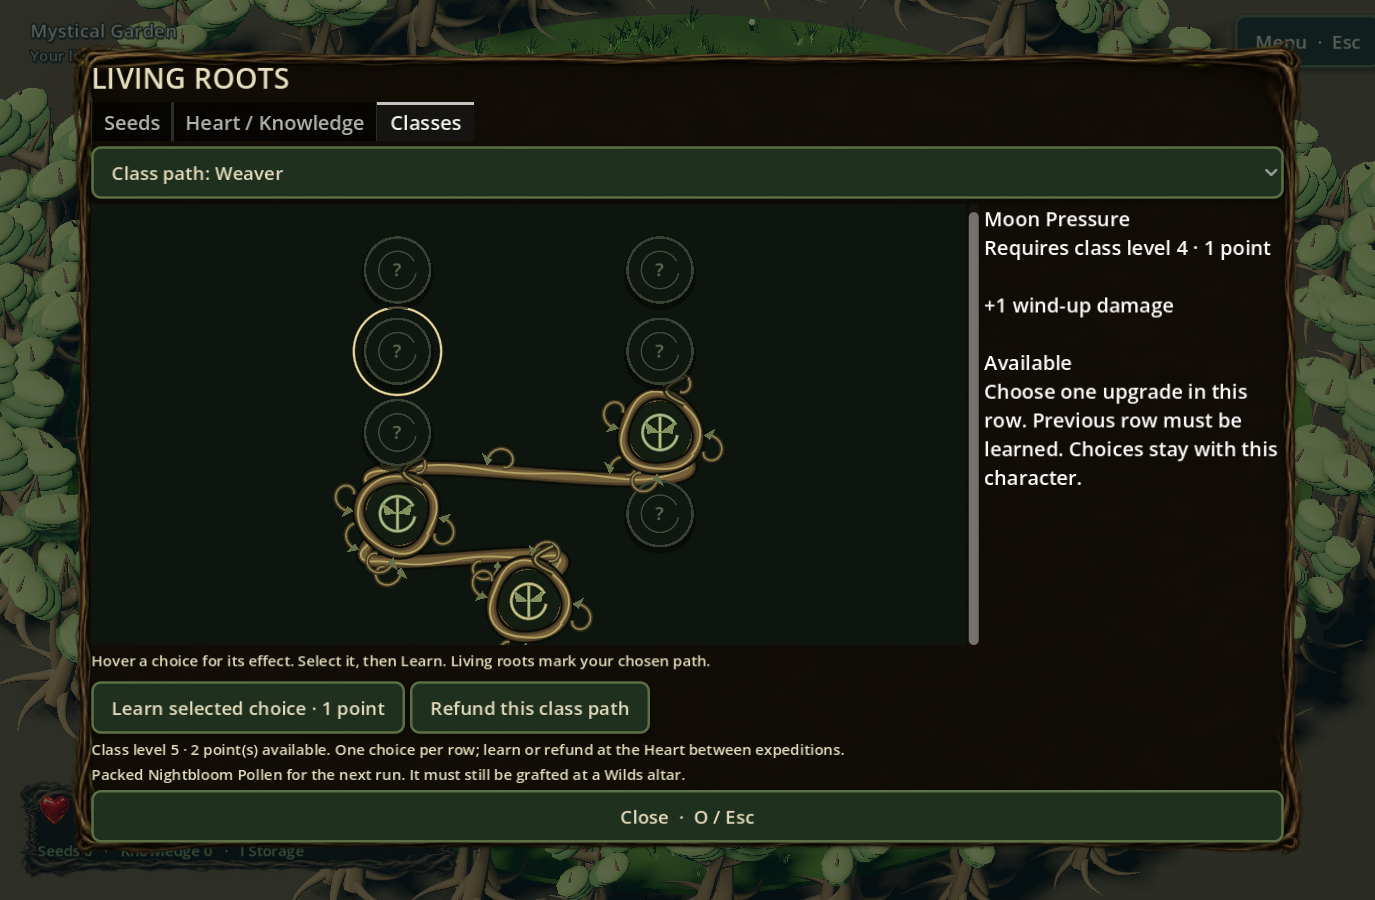 Mystical Garden
Your l
Menu · Esc
LIVING ROOTS
Seeds
Heart / Knowledge
Classes
Class path: Weaver
?
?
?
?
?
?
Moon Pressure
Requires class level 4 · 1 point
+1 wind-up damage
Available
Choose one upgrade in this
row. Previous row must be
learned. Choices stay with this
character.
Hover a choice for its effect. Select it, then Learn. Living roots mark your chosen path.
Learn selected choice · 1 point
Refund this class path
Class level 5 · 2 point(s) available. One choice per row; learn or refund at the Heart between expeditions.
Packed Nightbloom Pollen for the next run. It must still be grafted at a Wilds altar.
Close · O / Esc
Seeds 0 · Knowledge 0 · 1 Storage